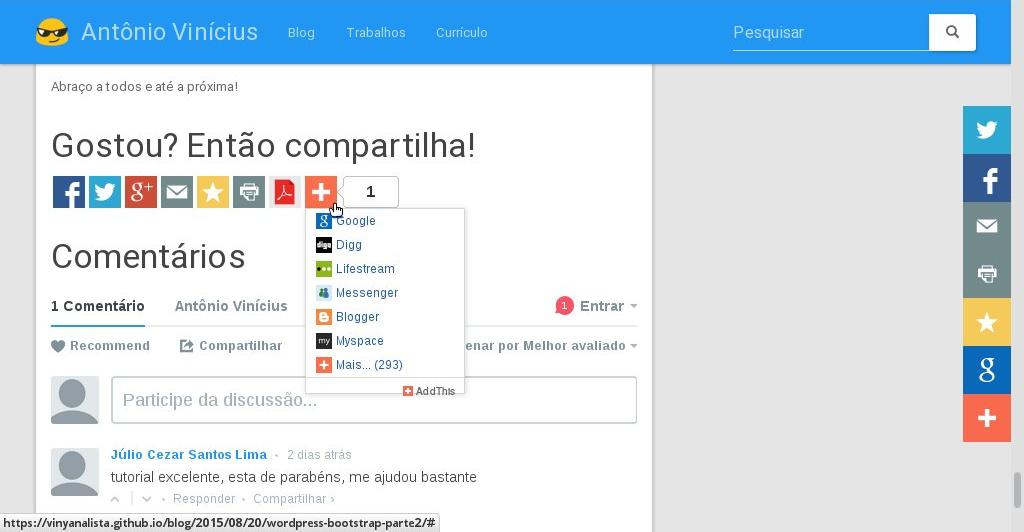 Antônio Vinícius Blog Trabalhos Currículo Pesquisar
Abraço a todos e até a próxima!
Gostou? Então compartilha!
f g+ + 1
g Google
digg Digg
Lifestream
Messenger
Blogger
my Myspace
+ Mais... (293)
AddThis
Comentários
1 Comentário Antônio Vinícius 1 Entrar
Recommend Compartilhar enar por Melhor avaliado
Participe da discussão...
Júlio Cezar Santos Lima • 2 dias atrás
tutorial excelente, esta de parabéns, me ajudou bastante
• Responder • Compartilhar ›
https://vinyanalista.github.io/blog/2015/08/20/wordpress-bootstrap-parte2/#